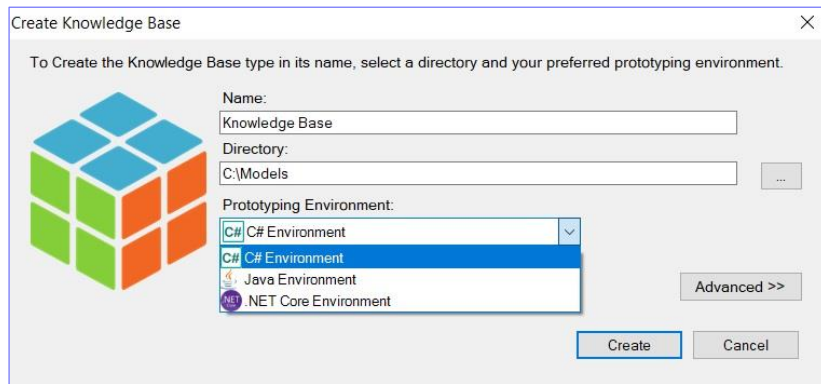 Create Knowledge Base
To Create the Knowledge Base type in its name, select a directory and your preferred prototyping environment.
Name:
Knowledge Base
Directory:
C:\Models
...
Prototyping Environment:
C# C# Environment
C# C# Environment
Java Environment
.NET Core .NET Core Environment
Advanced >>
Create
Cancel